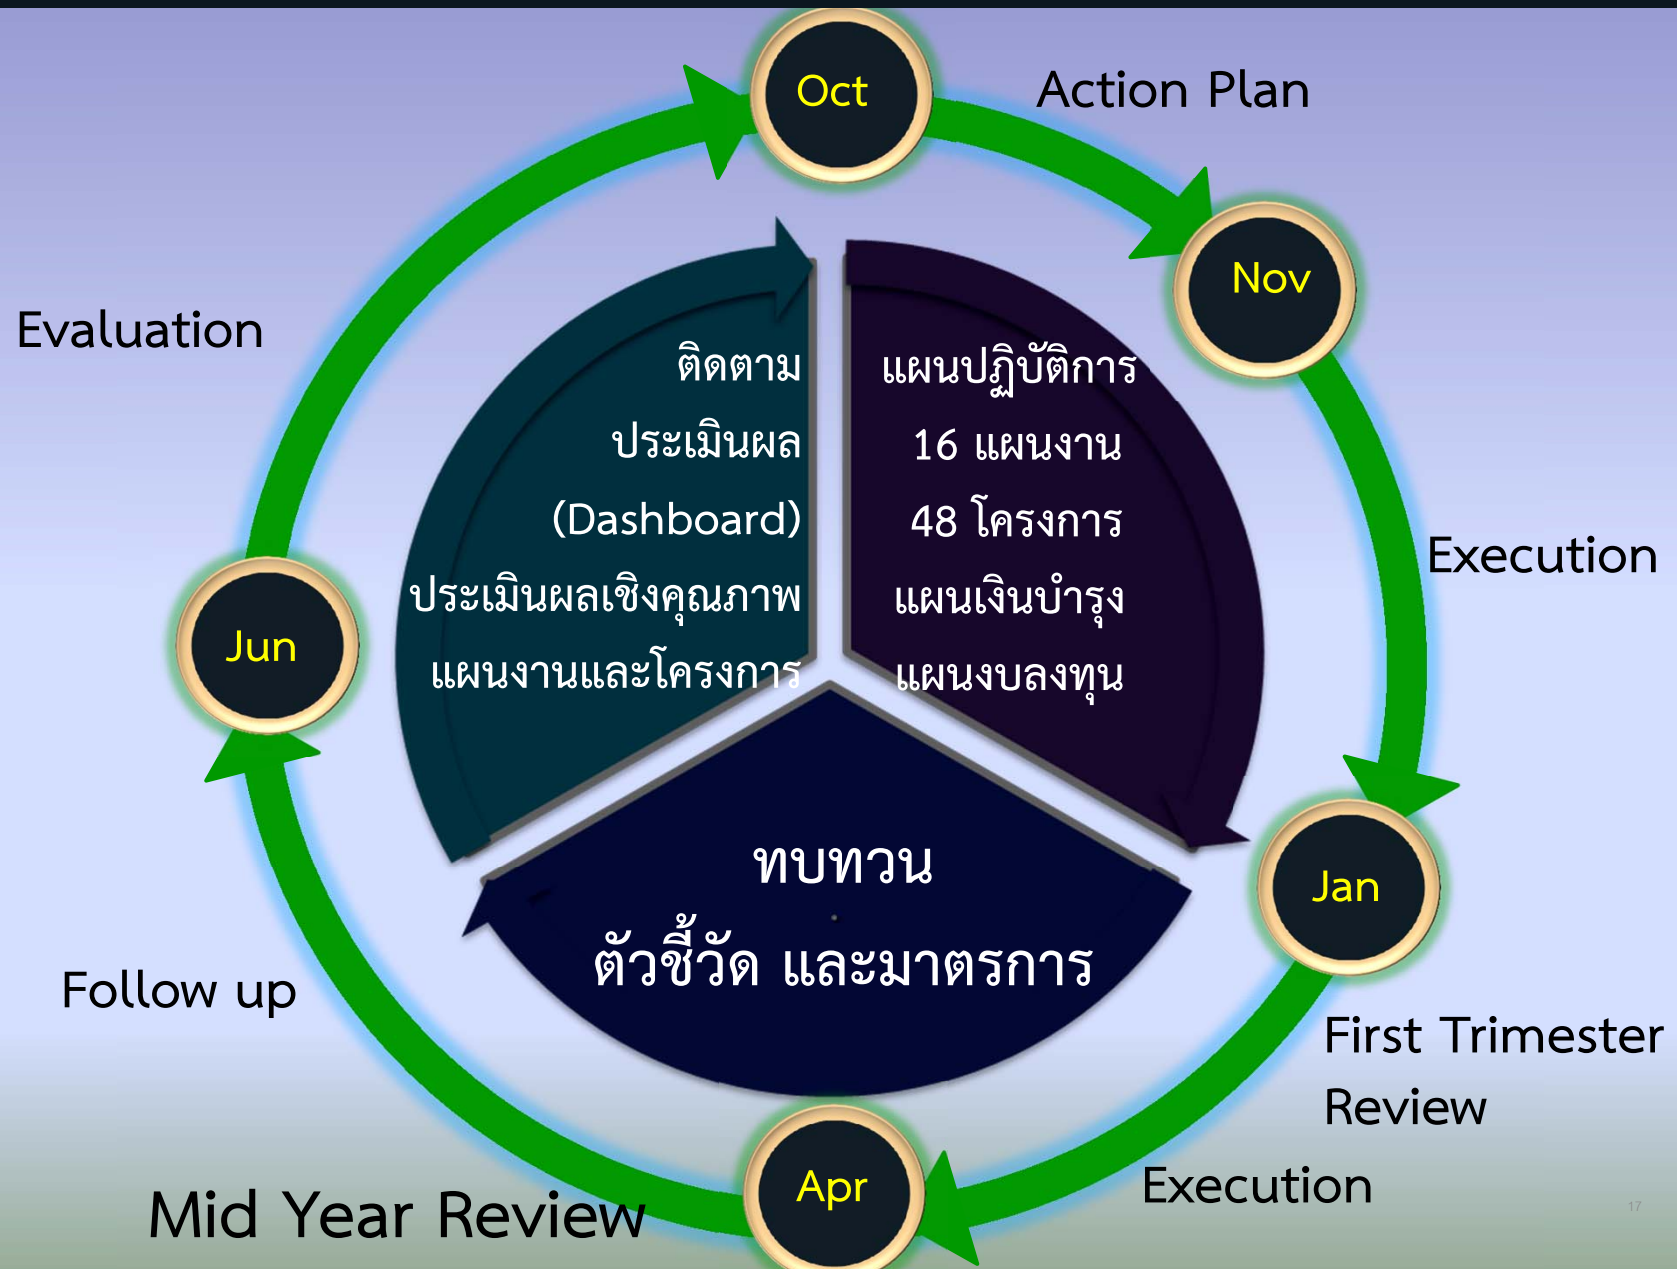 Oct
Action Plan
Nov
Evaluation
ติดตาม
ประเมินผล
(Dashboard)
ประเมินผลเชิงคุณภาพ
แผนงานและโครงการ
แผนปฏิบัติการ
16 แผนงาน
48 โครงการ
แผนเงินบำรุง
แผนงบลงทุน
Execution
Jun
ทบทวน
ตัวชี้วัด และมาตรการ
Jan
Follow up
First Trimester
Review
Execution
Apr
Mid Year Review
17